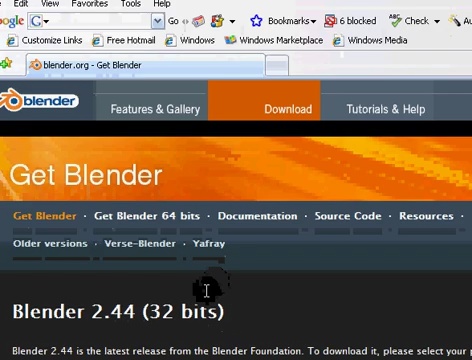 Edit View Favorites Tools Help
Google G Go Bookmarks 6 blocked Check
Customize Links Free Hotmail Windows Windows Marketplace Windows Media
blender.org - Get Blender
blender Features & Gallery Download Tutorials & Help
Get Blender
Get Blender · Get Blender 64 bits · Documentation · Source Code · Resources ·
Older versions · Verse-Blender · Yafray
Blender 2.44 (32 bits)
Blender 2.44 is the latest release from the Blender Foundation. To download it, please select your